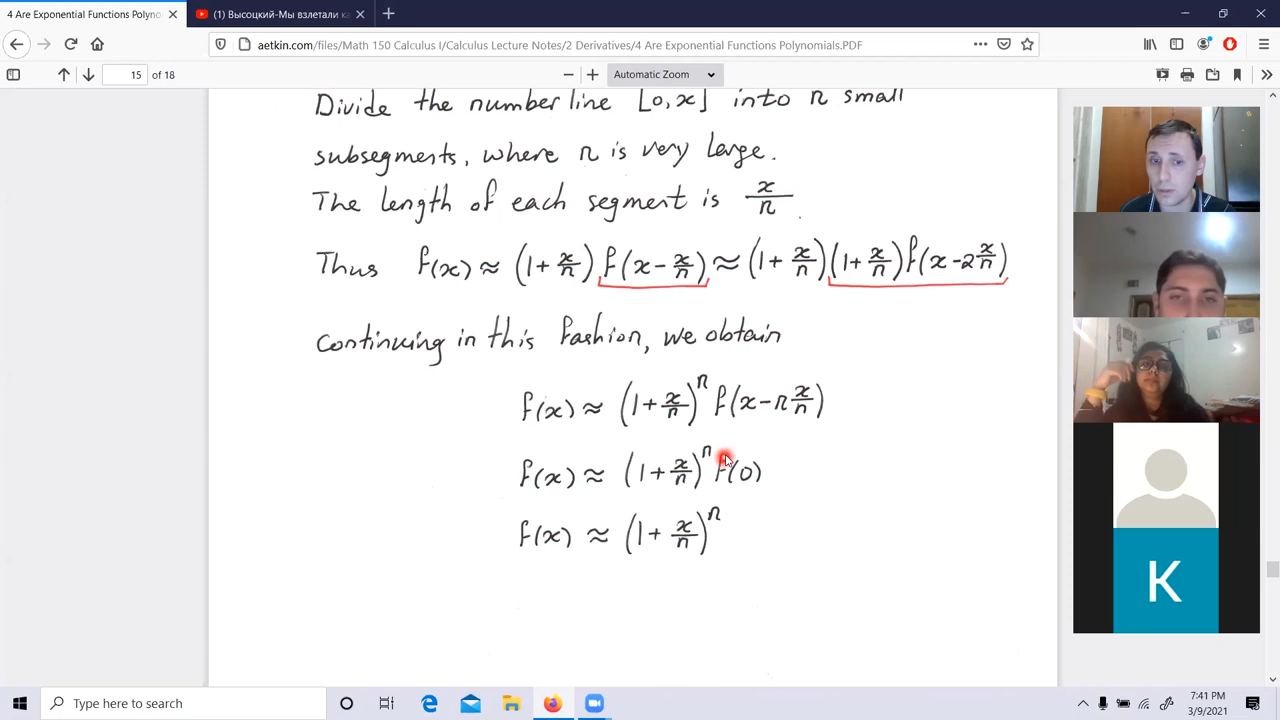 4 Are Exponential Functions Polynomi
(1) Высоцкий-Мы взлетали ка
aetkin.com/files/Math 150 Calculus I/Calculus Lecture Notes/2 Derivatives/4 Are Exponential Functions Polynomials.PDF
15 of 18
Automatic Zoom
Divide the number line [0,x] into n small
subsegments, where n is very large.
The length of each segment is x/n.
Thus f(x) ≈ (1+x/n) f(x−x/n) ≈ (1+x/n)(1+x/n)f(x−2x/n)
Continuing in this fashion, we obtain
f(x) ≈ (1+x/n)^n f(x−n x/n)
f(x) ≈ (1+x/n)^n f(0)
f(x) ≈ (1+x/n)^n
K
Type here to search
7:41 PM
3/9/2021